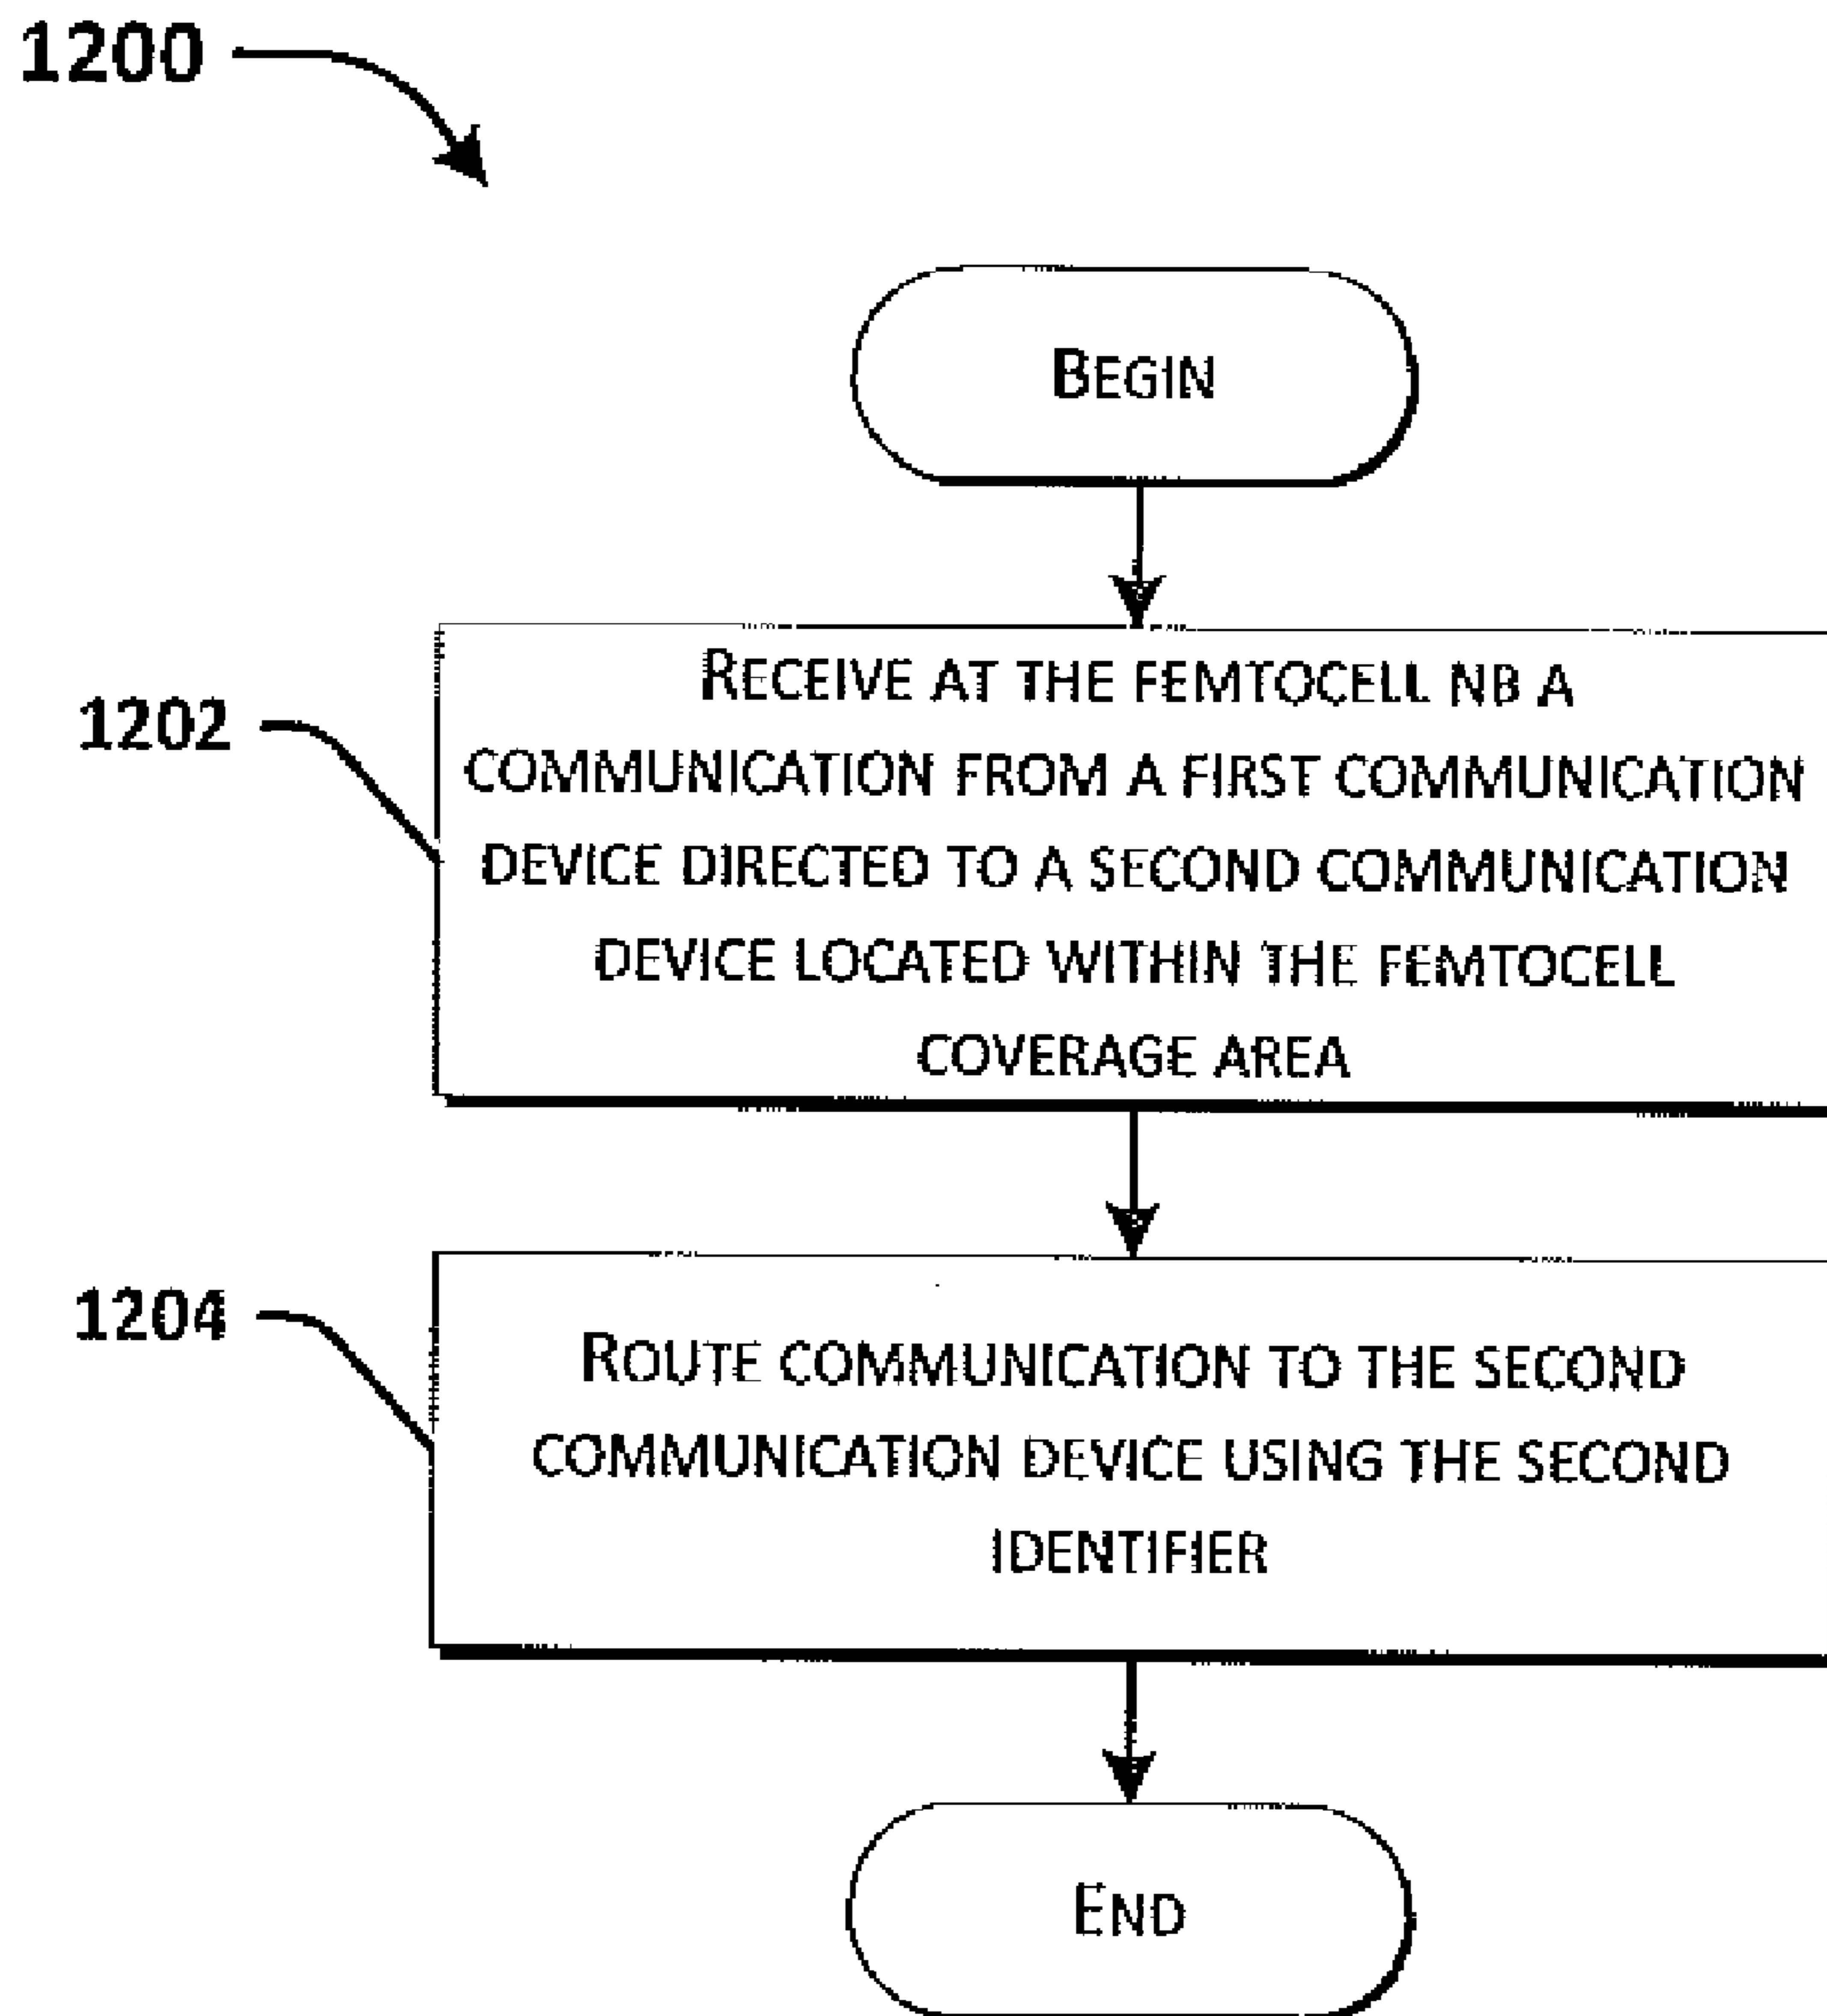 1200
BEGIN
1202
RECEIVE AT THE FEMTOCELL NB A
COMMUNICATION FROM A FIRST COMMUNICATION
DEVICE DIRECTED TO A SECOND COMMUNICATION
DEVICE LOCATED WITHIN THE FEMTOCELL
COVERAGE AREA
1204
ROUTE COMMUNICATION TO THE SECOND
COMMUNICATION DEVICE USING THE SECOND
IDENTIFIER
END